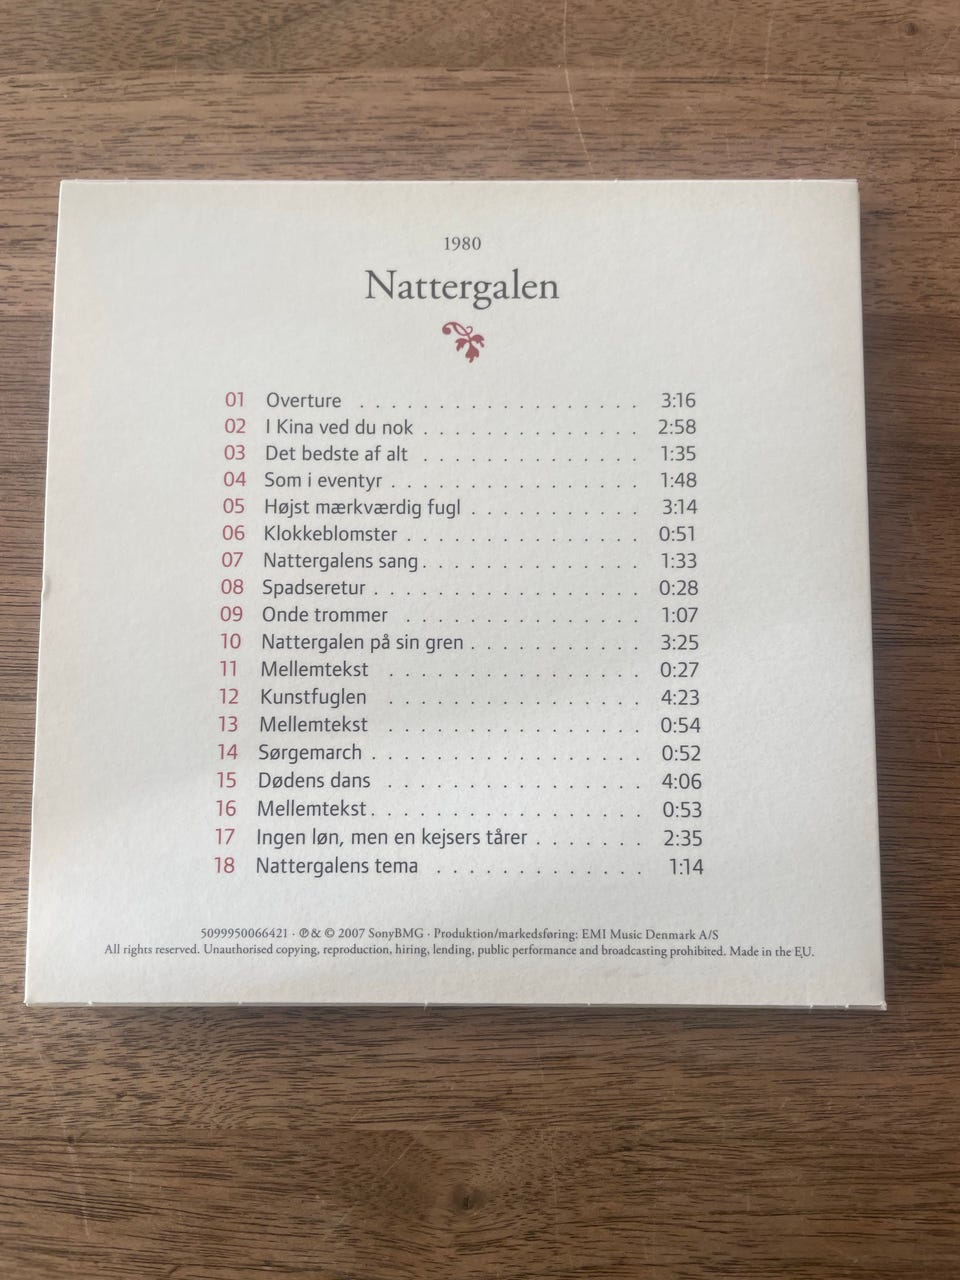 1980
Nattergalen
01 Overture . . . . . . . . . . . . . . . . . . 3:16
02 I Kina ved du nok . . . . . . . . . . . . . . 2:58
03 Det bedste af alt . . . . . . . . . . . . . . 1:35
04 Som i eventyr . . . . . . . . . . . . . . . . 1:48
05 Højst mærkværdig fugl . . . . . . . . . . . 3:14
06 Klokkeblomster . . . . . . . . . . . . . . . 0:51
07 Nattergalens sang . . . . . . . . . . . . . . 1:33
08 Spadseretur . . . . . . . . . . . . . . . . . 0:28
09 Onde trommer . . . . . . . . . . . . . . . 1:07
10 Nattergalen på sin gren . . . . . . . . . . . 3:25
11 Mellemtekst . . . . . . . . . . . . . . . . 0:27
12 Kunstfuglen . . . . . . . . . . . . . . . . 4:23
13 Mellemtekst . . . . . . . . . . . . . . . . 0:54
14 Sørgemarch . . . . . . . . . . . . . . . . . 0:52
15 Dødens dans . . . . . . . . . . . . . . . . 4:06
16 Mellemtekst . . . . . . . . . . . . . . . . . 0:53
17 Ingen løn, men en kejsers tårer . . . . . . . 2:35
18 Nattergalens tema . . . . . . . . . . . . . 1:14
5099950066421 · ℗ & © 2007 SonyBMG · Produktion/markedsføring: EMI Music Denmark A/S
All rights reserved. Unauthorised copying, reproduction, hiring, lending, public performance and broadcasting prohibited. Made in the EU.